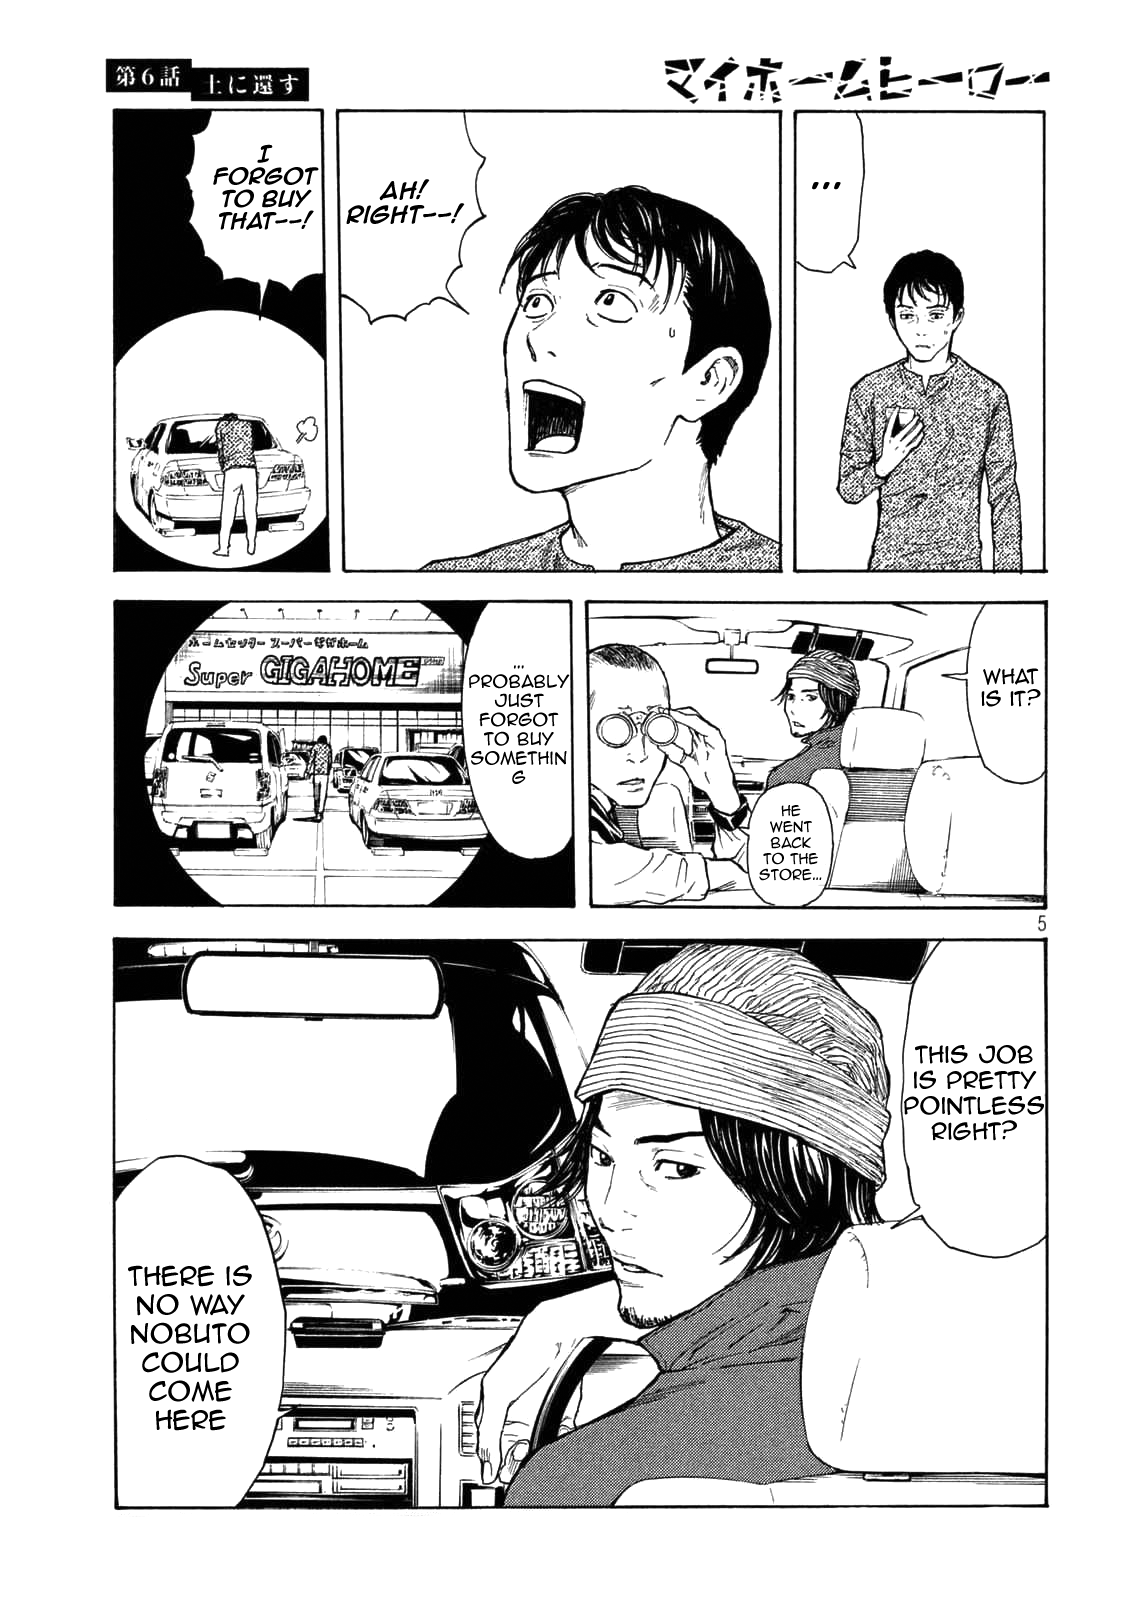 第6話
土に還す
マイホームヒーロー
...
AH!
RIGHT--!
I
FORGOT
TO BUY
THAT--!
WHAT
IS IT?
HE
WENT
BACK
TO THE
STORE...
...
PROBABLY
JUST
FORGOT
TO BUY
SOMETHIN
G
ホームセンター スーパーギガホーム
Super GIGAHOME
5
THIS JOB
IS PRETTY
POINTLESS
RIGHT?
THERE IS
NO WAY
NOBUTO
COULD
COME
HERE